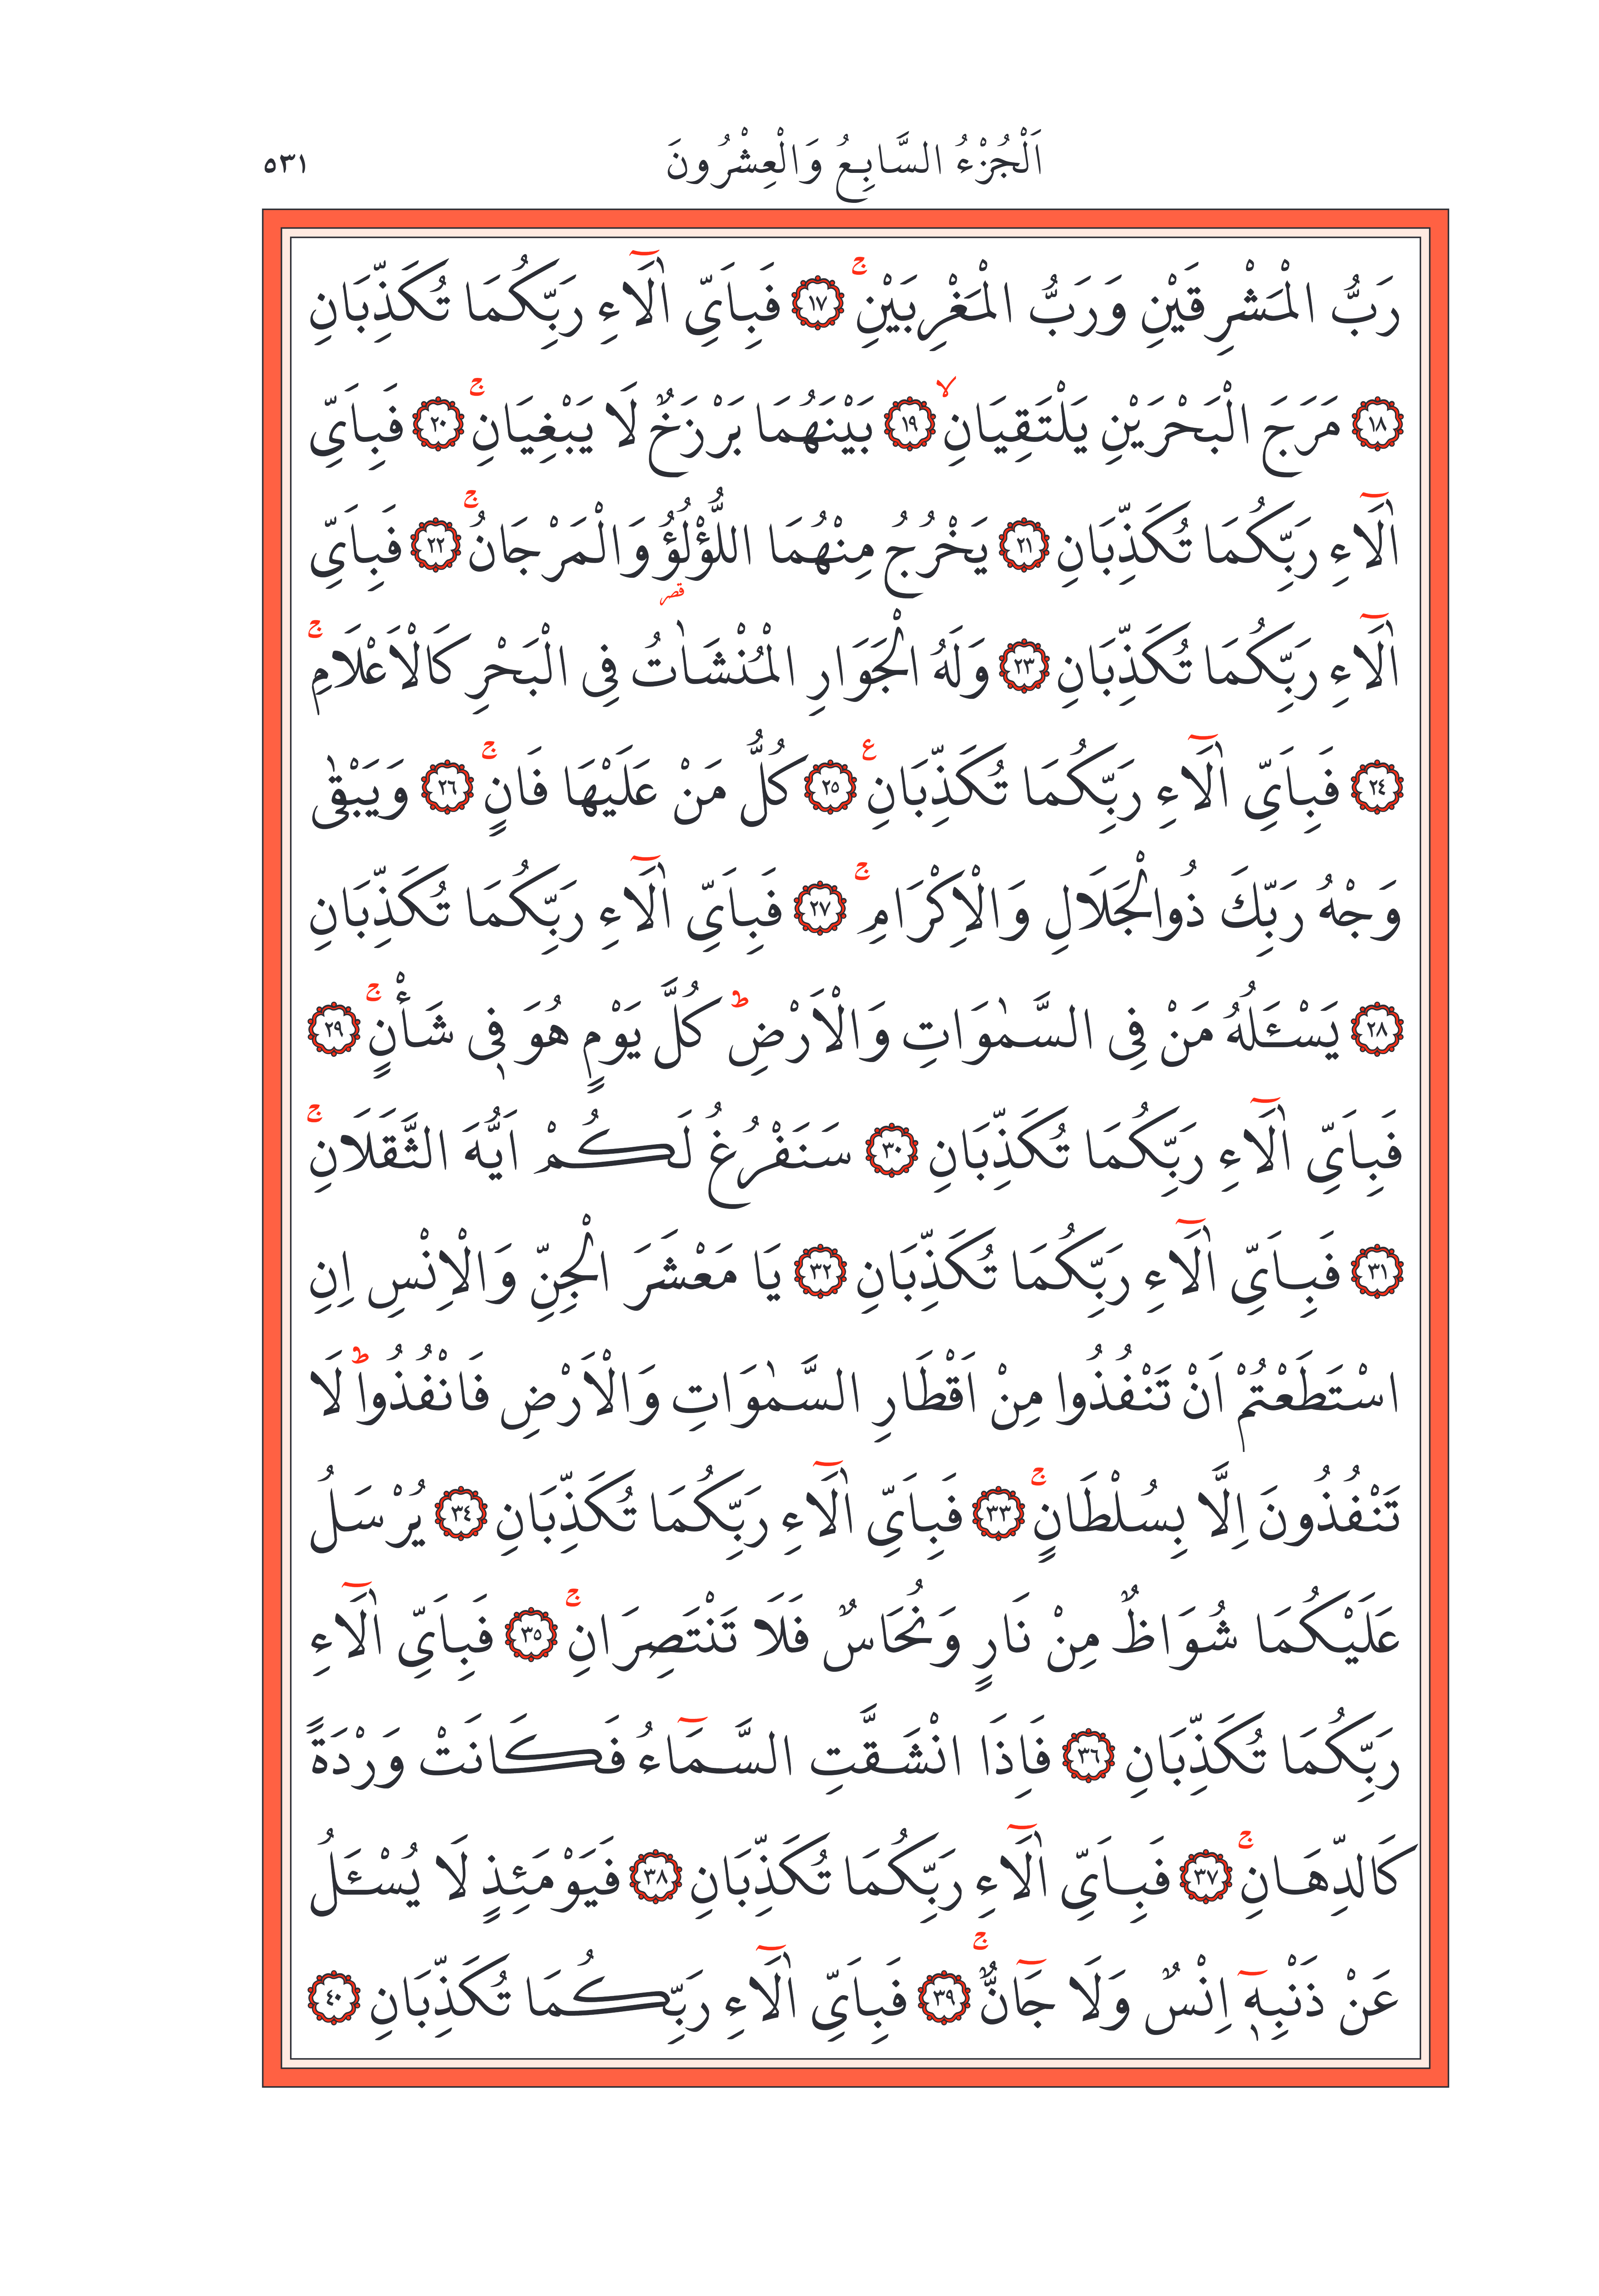 اَلْجُزْءُ السَّابِعُ وَالْعِشْرُونَ ٥٣١
رَبُّ الْمَشْرِقَيْنِ وَرَبُّ الْمَغْرِبَيْنِۚ ﴿١٧﴾ فَبِاَيِّ اٰلَٓاءِ رَبِّكُمَا تُكَذِّبَانِ
﴿١٨﴾ مَرَجَ الْبَحْرَيْنِ يَلْتَقِيَانِۙ ﴿١٩﴾ بَيْنَهُمَا بَرْزَخٌ لَا يَبْغِيَانِۚ ﴿٢٠﴾ فَبِاَيِّ
اٰلَٓاءِ رَبِّكُمَا تُكَذِّبَانِ ﴿٢١﴾ يَخْرُجُ مِنْهُمَا اللُّؤْلُؤُ وَالْمَرْجَانُۚ ﴿٢٢﴾ فَبِاَيِّ
اٰلَٓاءِ رَبِّكُمَا تُكَذِّبَانِ ﴿٢٣﴾ وَلَهُ الْجَوَارِ الْمُنْشَاٰتُ قصر فِى الْبَحْرِ كَالْاَعْلَامِۚ
﴿٢٤﴾ فَبِاَيِّ اٰلَٓاءِ رَبِّكُمَا تُكَذِّبَانِ ع ﴿٢٥﴾ كُلُّ مَنْ عَلَيْهَا فَانٍۚ ﴿٢٦﴾ وَيَبْقٰى
وَجْهُ رَبِّكَ ذُوالْجَلَالِ وَالْاِكْرَامِۚ ﴿٢٧﴾ فَبِاَيِّ اٰلَٓاءِ رَبِّكُمَا تُكَذِّبَانِ
﴿٢٨﴾ يَسْـَٔلُهُ مَنْ فِى السَّمٰوَاتِ وَالْاَرْضِؕ كُلَّ يَوْمٍ هُوَ فٖى شَأْنٍۚ ﴿٢٩﴾
فَبِاَيِّ اٰلَٓاءِ رَبِّكُمَا تُكَذِّبَانِ ﴿٣٠﴾ سَنَفْرُغُ لَكُمْ اَيُّهَ الثَّقَلَانِۚ
﴿٣١﴾ فَبِاَيِّ اٰلَٓاءِ رَبِّكُمَا تُكَذِّبَانِ ﴿٣٢﴾ يَا مَعْشَرَ الْجِنِّ وَالْاِنْسِ اِنِ
اسْتَطَعْتُمْ اَنْ تَنْفُذُوا مِنْ اَقْطَارِ السَّمٰوَاتِ وَالْاَرْضِ فَانْفُذُواؕ لَا
تَنْفُذُونَ اِلَّا بِسُلْطَانٍۚ ﴿٣٣﴾ فَبِاَيِّ اٰلَٓاءِ رَبِّكُمَا تُكَذِّبَانِ ﴿٣٤﴾ يُرْسَلُ
عَلَيْكُمَا شُوَاظٌ مِنْ نَارٍ وَنُحَاسٌ فَلَا تَنْتَصِرَانِۚ ﴿٣٥﴾ فَبِاَيِّ اٰلَٓاءِ
رَبِّكُمَا تُكَذِّبَانِ ﴿٣٦﴾ فَاِذَا انْشَقَّتِ السَّمَٓاءُ فَكَانَتْ وَرْدَةً
كَالدِّهَانِۚ ﴿٣٧﴾ فَبِاَيِّ اٰلَٓاءِ رَبِّكُمَا تُكَذِّبَانِ ﴿٣٨﴾ فَيَوْمَئِذٍ لَا يُسْـَٔلُ
عَنْ ذَنْبِهٖٓ اِنْسٌ وَلَا جَٓانٌّۚ ﴿٣٩﴾ فَبِاَيِّ اٰلَٓاءِ رَبِّكُمَا تُكَذِّبَانِ ﴿٤٠﴾